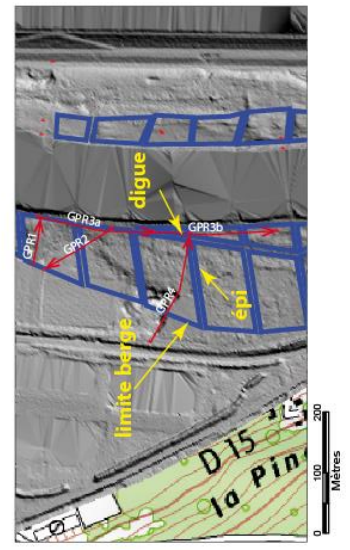 GPR1
GPR2
GPR3a
digue
GPR3b
GPR4
limite berge
épi
D 15
la Pin
0 100 200
Mètres